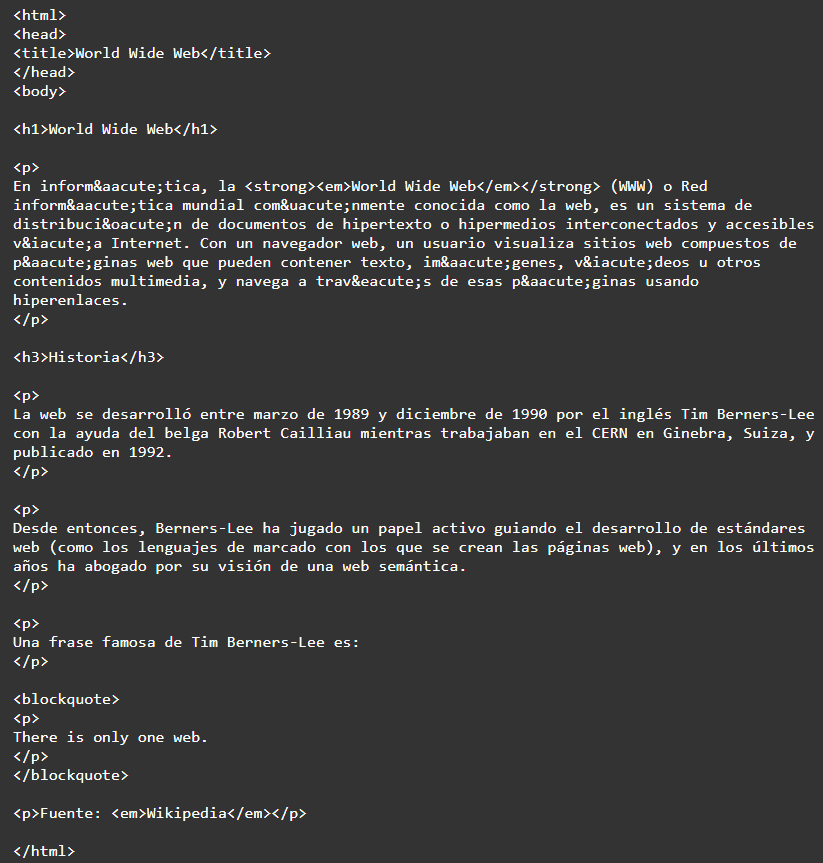 <html>
<head>
<title>World Wide Web</title>
</head>
<body>
<h1>World Wide Web</h1>
<p>
En inform&aacute;tica, la <strong><em>World Wide Web</em></strong> (WWW) o Red
inform&aacute;tica mundial com&uacute;nmente conocida como la web, es un sistema de
distribuci&oacute;n de documentos de hipertexto o hipermedios interconectados y accesibles
v&iacute;a Internet. Con un navegador web, un usuario visualiza sitios web compuestos de
p&aacute;ginas web que pueden contener texto, im&aacute;genes, v&iacute;deos u otros
contenidos multimedia, y navega a trav&eacute;s de esas p&aacute;ginas usando
hiperenlaces.
</p>
<h3>Historia</h3>
<p>
La web se desarrolló entre marzo de 1989 y diciembre de 1990 por el inglés Tim Berners-Lee
con la ayuda del belga Robert Cailliau mientras trabajaban en el CERN en Ginebra, Suiza, y
publicado en 1992.
</p>
<p>
Desde entonces, Berners-Lee ha jugado un papel activo guiando el desarrollo de estándares
web (como los lenguajes de marcado con los que se crean las páginas web), y en los últimos
años ha abogado por su visión de una web semántica.
</p>
<p>
Una frase famosa de Tim Berners-Lee es:
</p>
<blockquote>
<p>
There is only one web.
</p>
</blockquote>
<p>Fuente: <em>Wikipedia</em></p>
</html>